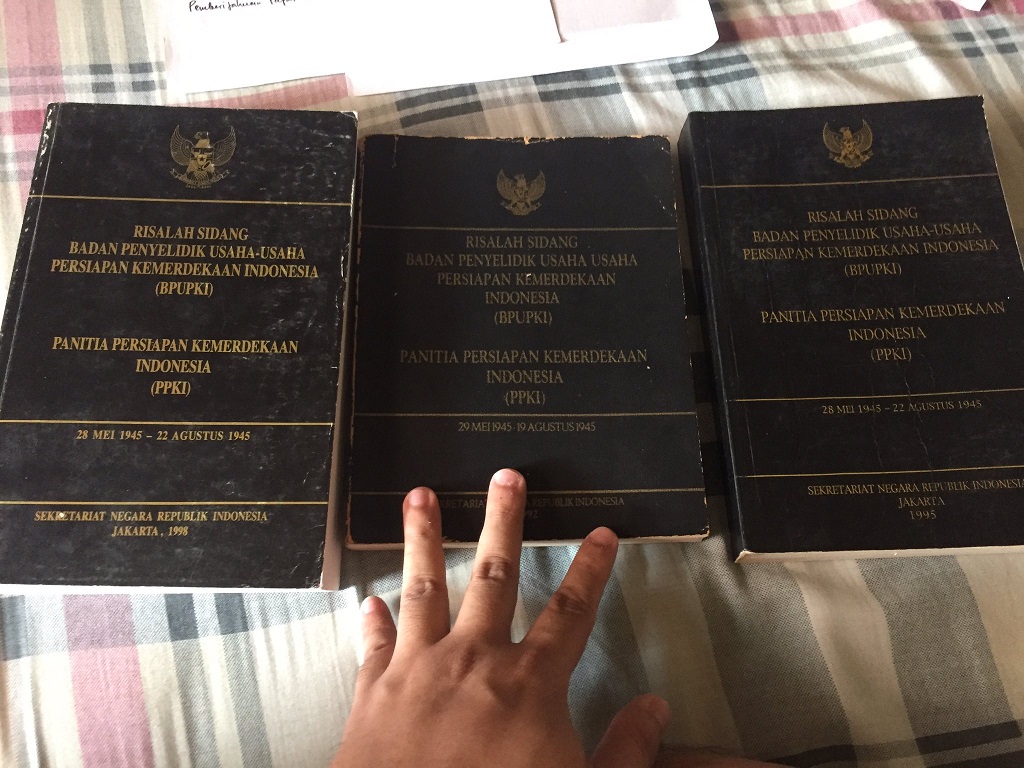 Pemberitahuan
RISALAH SIDANG
BADAN PENYELIDIK USAHA-USAHA
PERSIAPAN KEMERDEKAAN INDONESIA
(BPUPKI)
PANITIA PERSIAPAN KEMERDEKAAN
INDONESIA
(PPKI)
28 MEI 1945 – 22 AGUSTUS 1945
SEKRETARIAT NEGARA REPUBLIK INDONESIA
JAKARTA, 1998
RISALAH SIDANG
BADAN PENYELIDIK USAHA USAHA
PERSIAPAN KEMERDEKAAN
INDONESIA
(BPUPKI)
PANITIA PERSIAPAN KEMERDEKAAN
INDONESIA
(PPKI)
29 MEI 1945-19 AGUSTUS 1945
REPUBLIK INDONESIA
RISALAH SIDANG
BADAN PENYELIDIK USAHA-USAHA
PERSIAPAN KEMERDEKAAN INDONESIA
(BPUPKI)
PANITIA PERSIAPAN KEMERDEKAAN
INDONESIA
(PPKI)
28 MEI 1945 – 22 AGUSTUS 1945
SEKRETARIAT NEGARA REPUBLIK INDONESIA
JAKARTA
1995